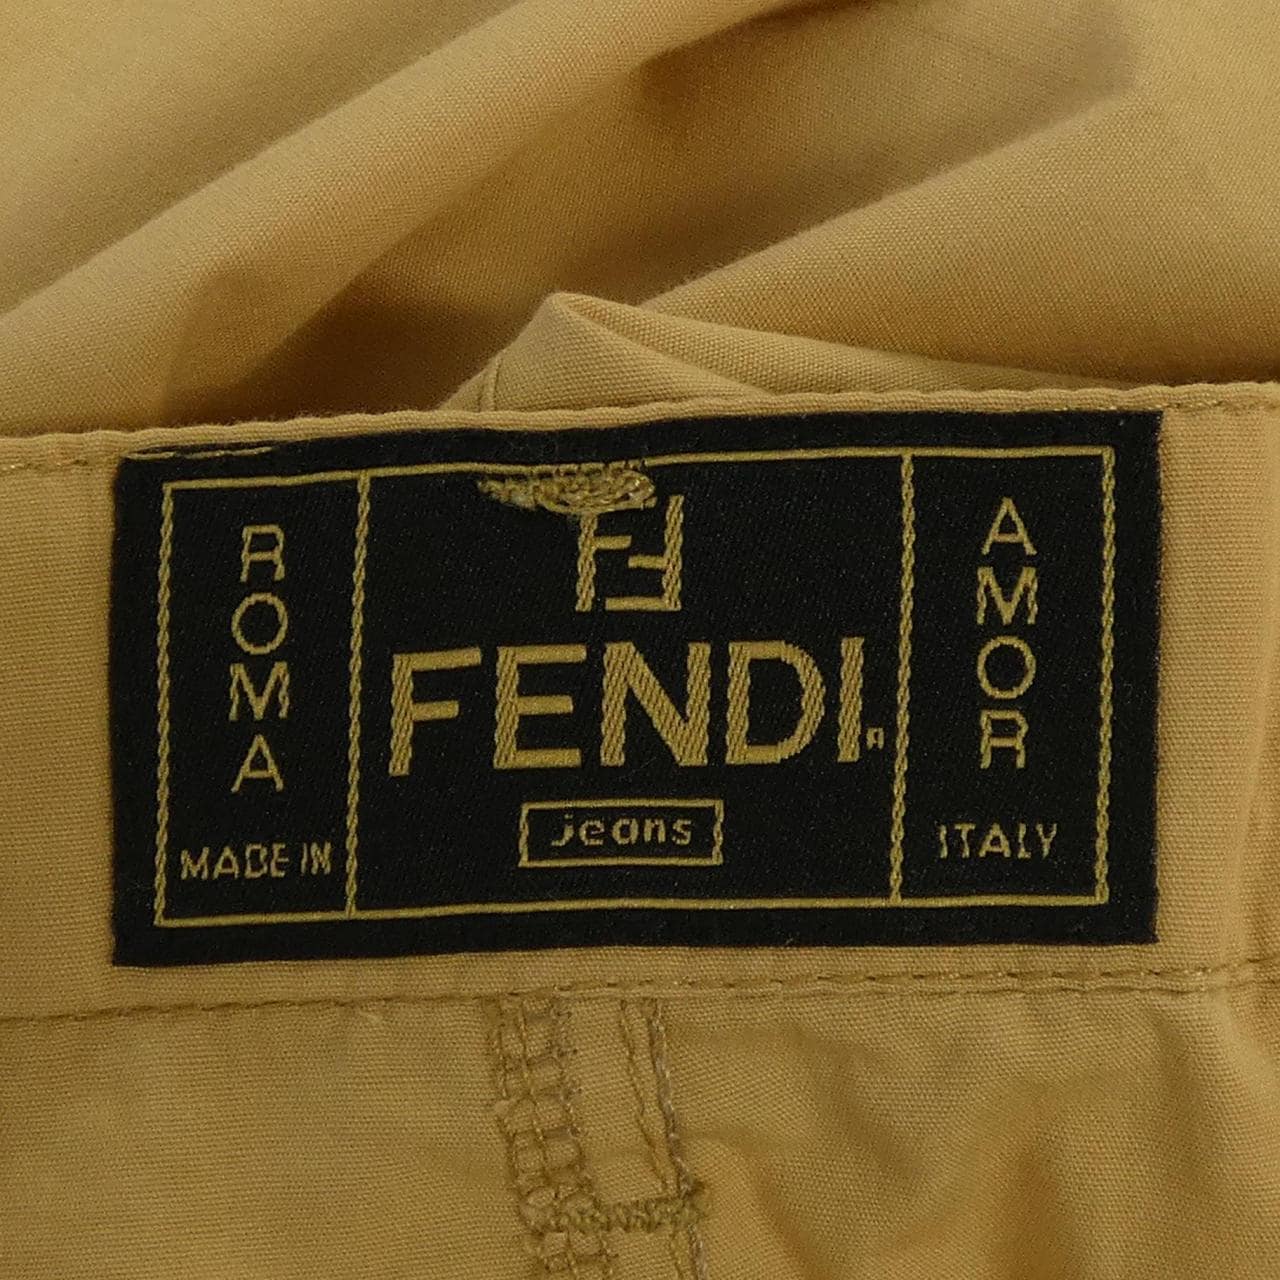 ROMA
MADE IN
FF
FENDI
jeans
AMOR
ITALY